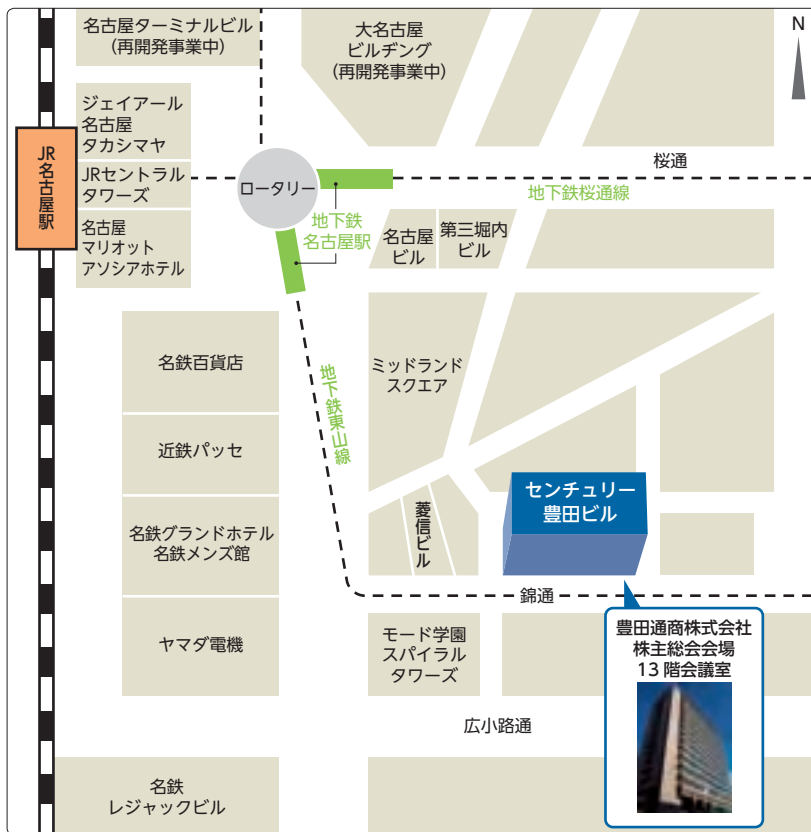 名古屋ターミナルビル
(再開発事業中)
大名古屋
ビルヂング
(再開発事業中)
N
ジェイアール
名古屋
タカシマヤ
JR名古屋駅
JRセントラル
タワーズ
名古屋
マリオット
アソシアホテル
ロータリー
桜通
地下鉄桜通線
地下鉄
名古屋駅
名古屋
ビル
第三堀内
ビル
名鉄百貨店
地下鉄東山線
ミッドランド
スクエア
近鉄パッセ
センチュリー
豊田ビル
菱信ビル
名鉄グランドホテル
名鉄メンズ館
錦通
ヤマダ電機
モード学園
スパイラル
タワーズ
豊田通商株式会社
株主総会会場
13階会議室
広小路通
名鉄
レジャックビル